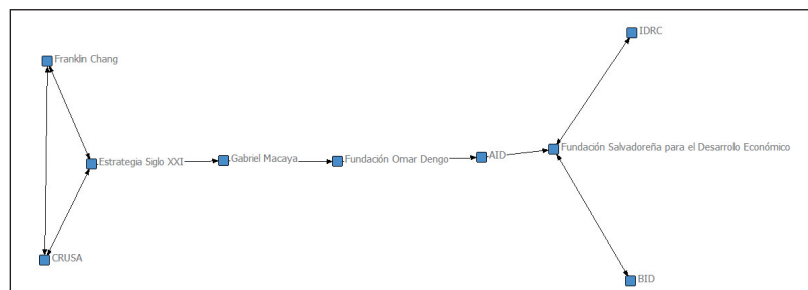 IDRC
Franklin Chang
Fundación Salvadoreña para el Desarrollo Económico
Estrategia Siglo XXI
Gabriel Macaya
Fundación Omar Dengo
AID
CRUSA
BID